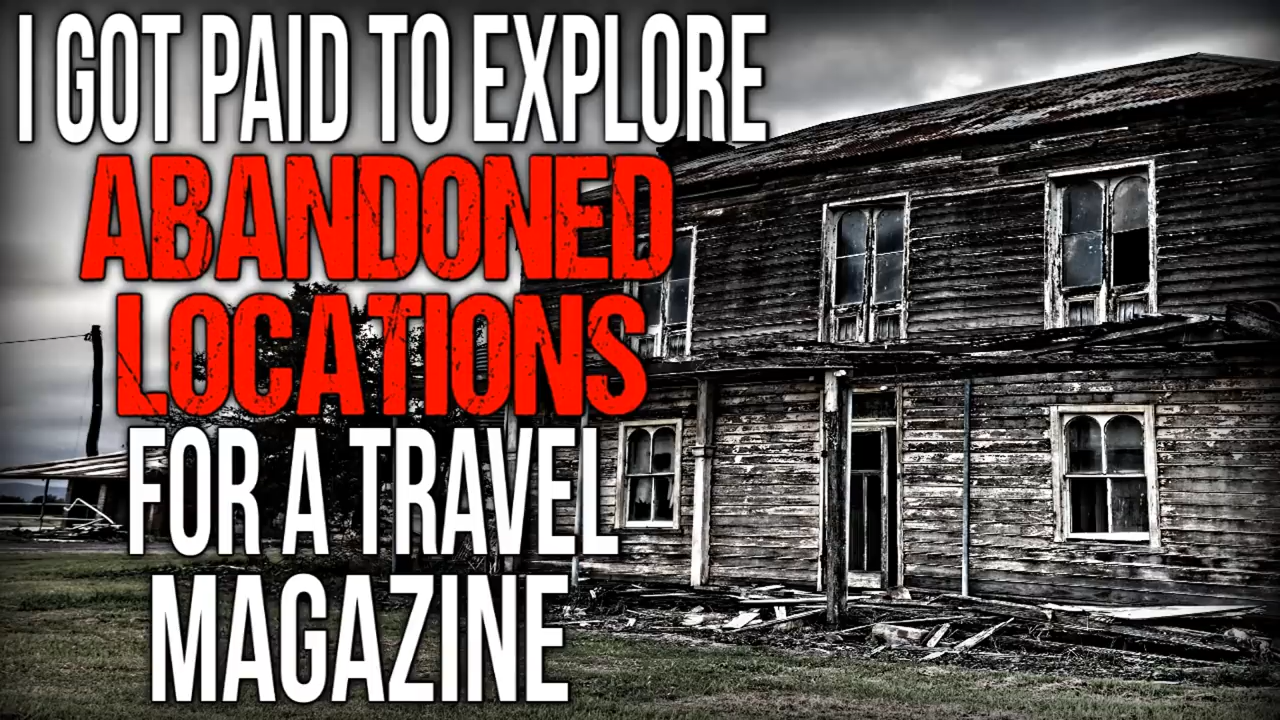 I GOT PAID TO EXPLORE
ABANDONED
LOCATIONS
FOR A TRAVEL
MAGAZINE